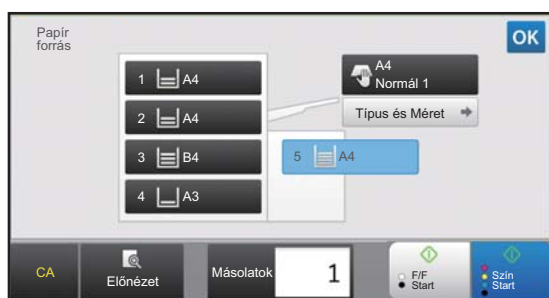 Papír
forrás
OK
1 A4
2 A4
3 B4
4 A3
A4
Normál 1
Típus és Méret
5 A4
CA
Előnézet
Másolatok
1
F/F
Start
Szín
Start